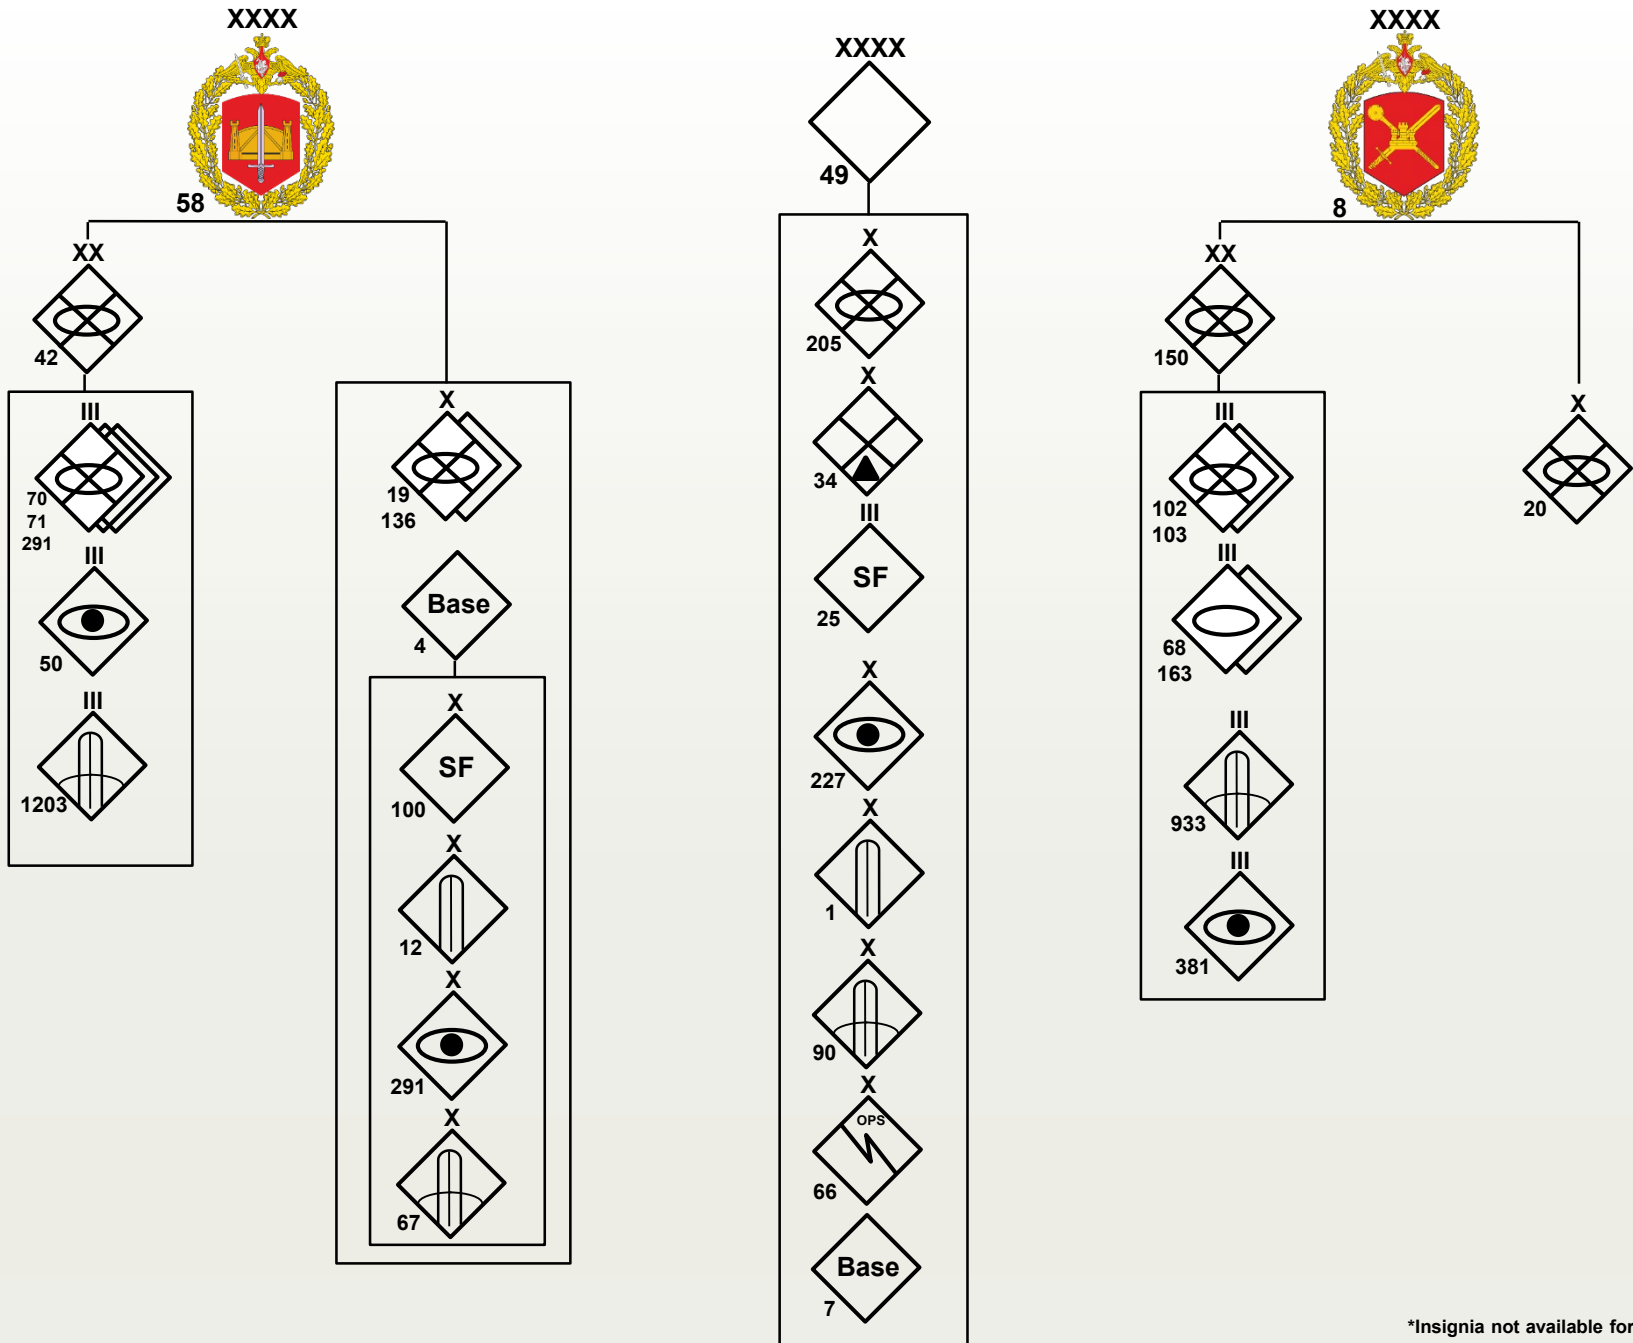 XXXX
58
XX
42
III
70
71
291
III
50
III
1203
X
19
136
Base
4
X
SF
100
X
12
X
291
X
67
XXXX
49
X
205
X
34
III
SF
25
X
227
X
1
X
90
X
OPS
66
Base
7
XXXX
8
XX
150
III
102
103
III
68
163
III
933
III
381
X
20
*Insignia not available for